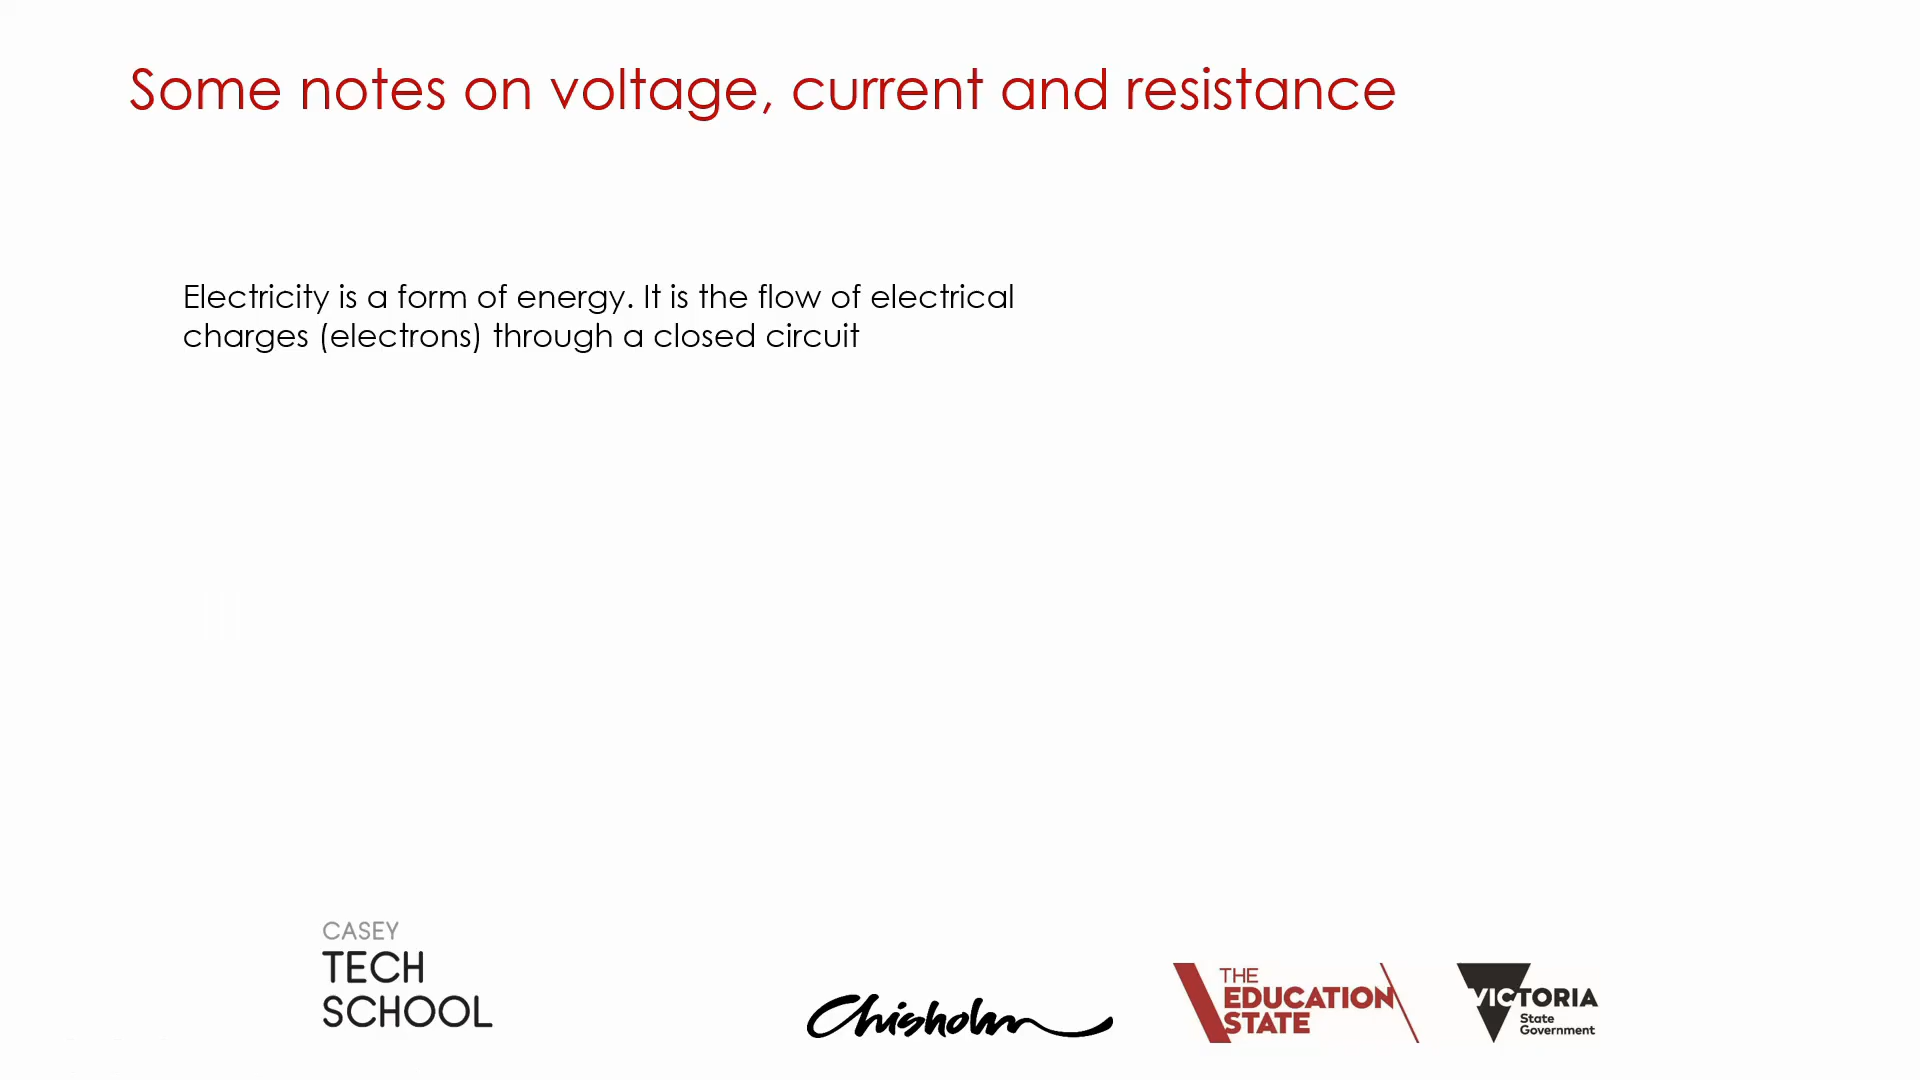 Some notes on voltage, current and resistance
Electricity is a form of energy. It is the flow of electrical
charges (electrons) through a closed circuit
CASEY
TECH
SCHOOL
Chisholm
THE
EDUCATION
STATE
VICTORIA
State
Government